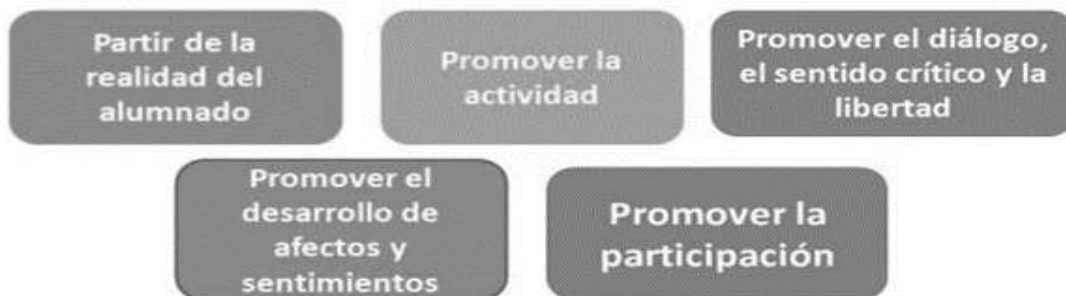 Partir de la
realidad del
alumnado
Promover la
actividad
Promover el diálogo,
el sentido crítico y la
libertad
Promover el
desarrollo de
afectos y
sentimientos
Promover la
participación